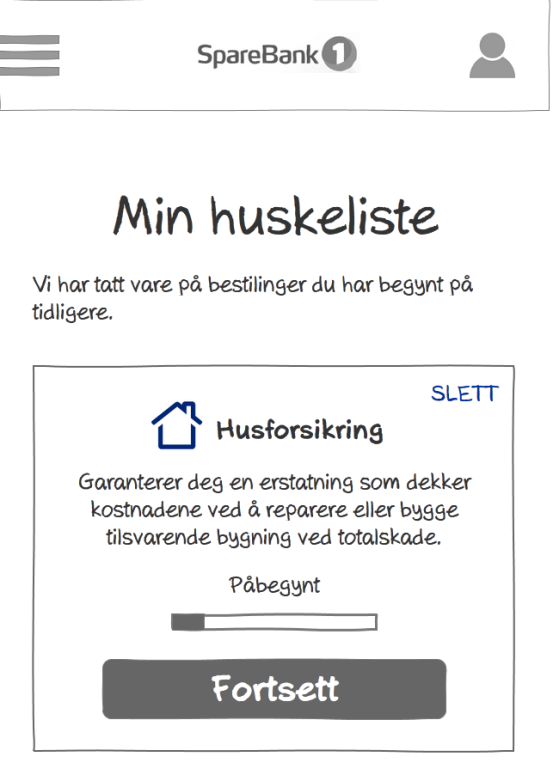 SpareBank 1
Min huskeliste
Vi har tatt vare på bestilinger du har begynt på
tidligere.
SLETT
Husforsikring
Garanterer deg en erstatning som dekker
kostnadene ved å reparere eller bygge
tilsvarende bygning ved totalskade.
Påbegynt
Fortsett